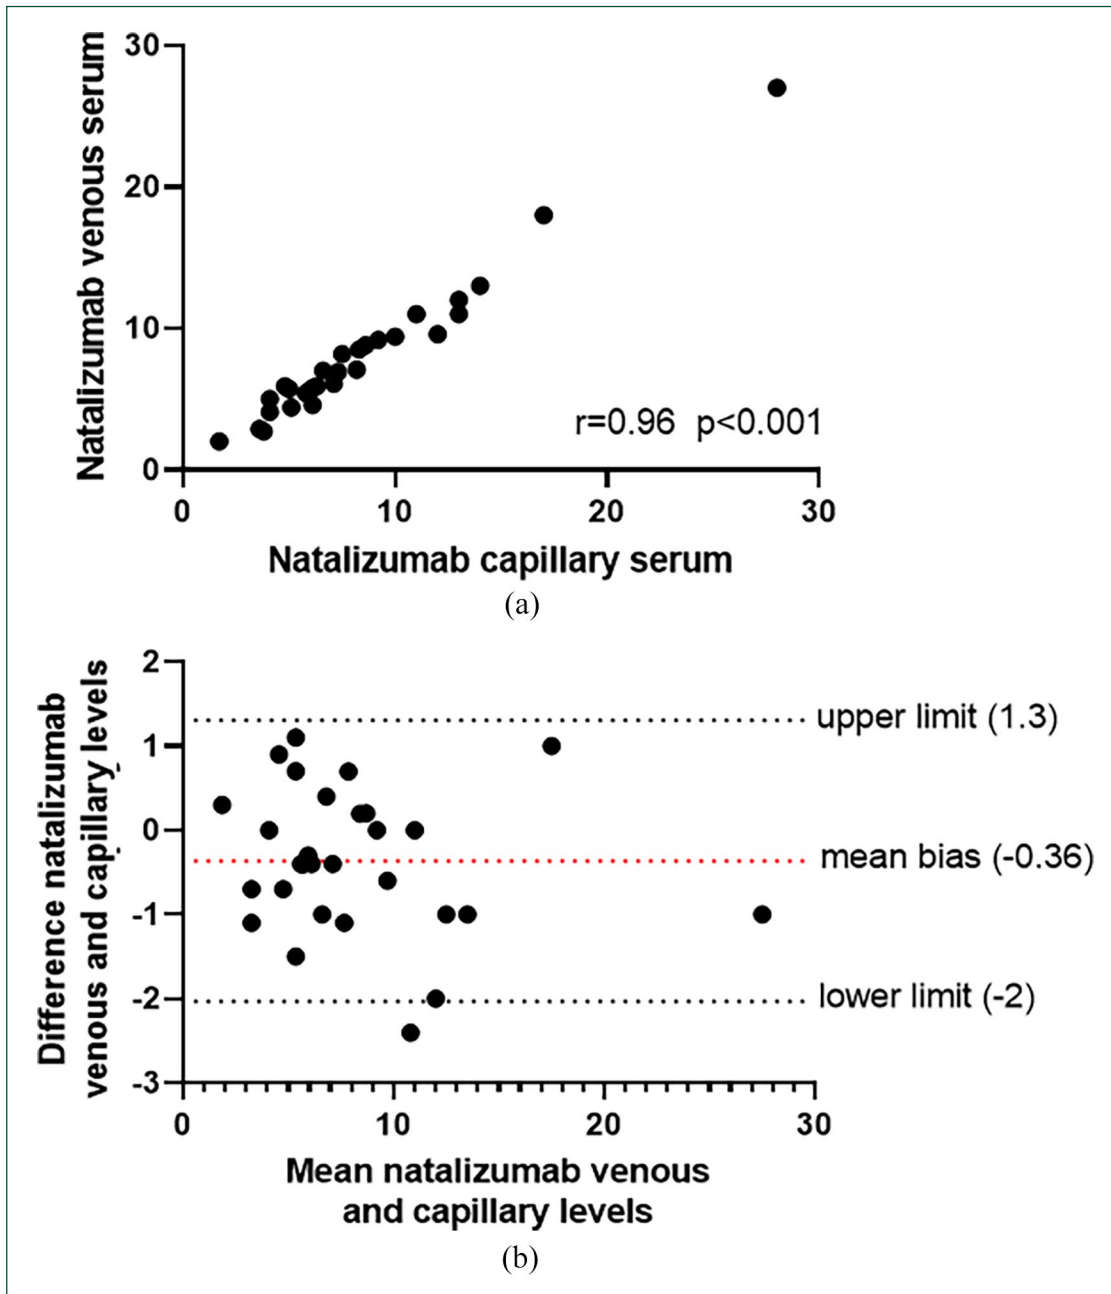 Natalizumab venous serum
30
20
10
0
r=0.96 p<0.001
0 10 20 30
Natalizumab capillary serum
(a)
Difference natalizumab
venous and capillary levels
2
1
0
-1
-2
-3
upper limit (1.3)
mean bias (-0.36)
lower limit (-2)
0 10 20 30
Mean natalizumab venous
and capillary levels
(b)